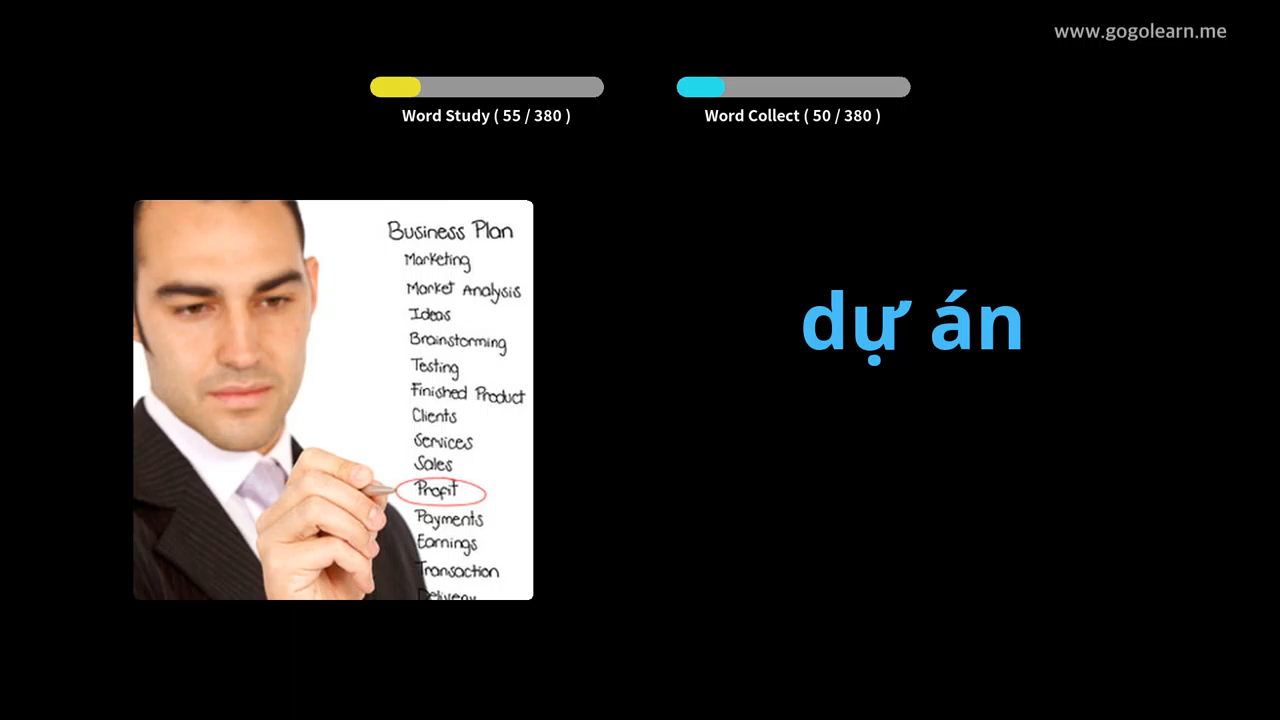 www.gogolearn.me
Word Study ( 55 / 380 )
Word Collect ( 50 / 380 )
Business Plan
Marketing
Market Analysis
Ideas
Brainstorming
Testing
Finished Product
Clients
Services
Sales
Profit
Payments
Earnings
Transaction
Delivery
dự án